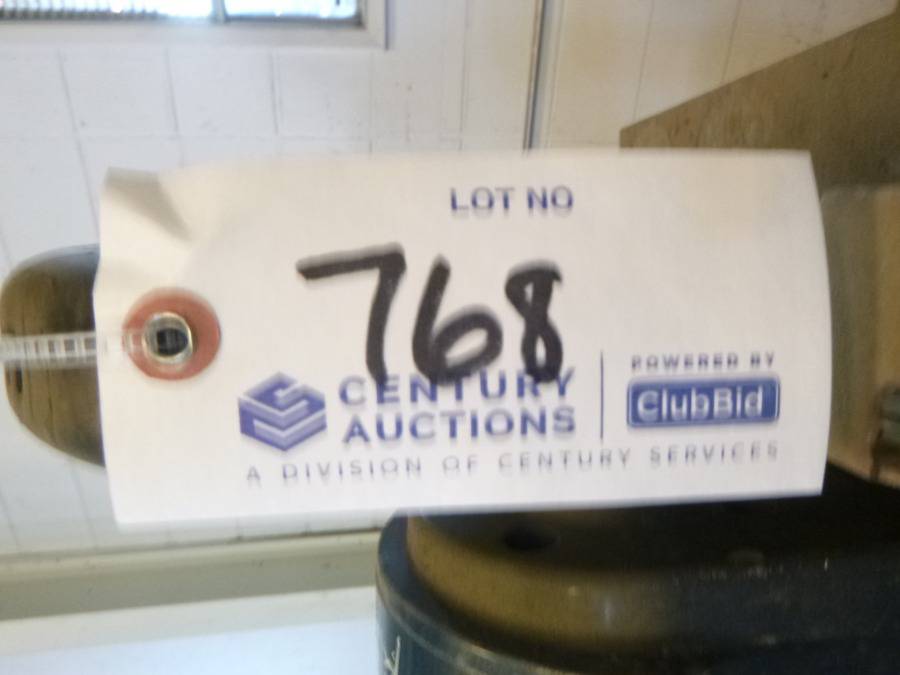 LOT NO
768
CENTURY
AUCTIONS
POWERED BY
ClubBid
A DIVISION OF CENTURY SERVICES